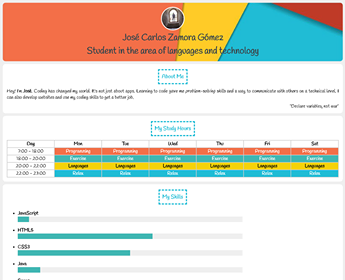 José Carlos Zamora Gómez
Student in the area of languages and technology
About Me
Hey! I'm José. Coding has changed my world. It's not just about apps. Learning to code gave me problem-solving skills and a way to communicate with others on a technical level. I
can also develop websites and use my coding skills to get a better job.
"Declare variables, not war"
My Study Hours
Day Mon Tue Wed Thu Fri Sat
7:00 - 18:00 Programming Programming Programming Programming Programming Programming
18:00 - 20:00 Exercise Exercise Exercise Exercise Exercise Exercise
20:00 - 22:00 Languages Languages Languages Languages Languages Languages
22:00 - 23:00 Relax Relax Relax Relax Relax Relax
My Skills
JavaScript
HTML5
CSS3
Java